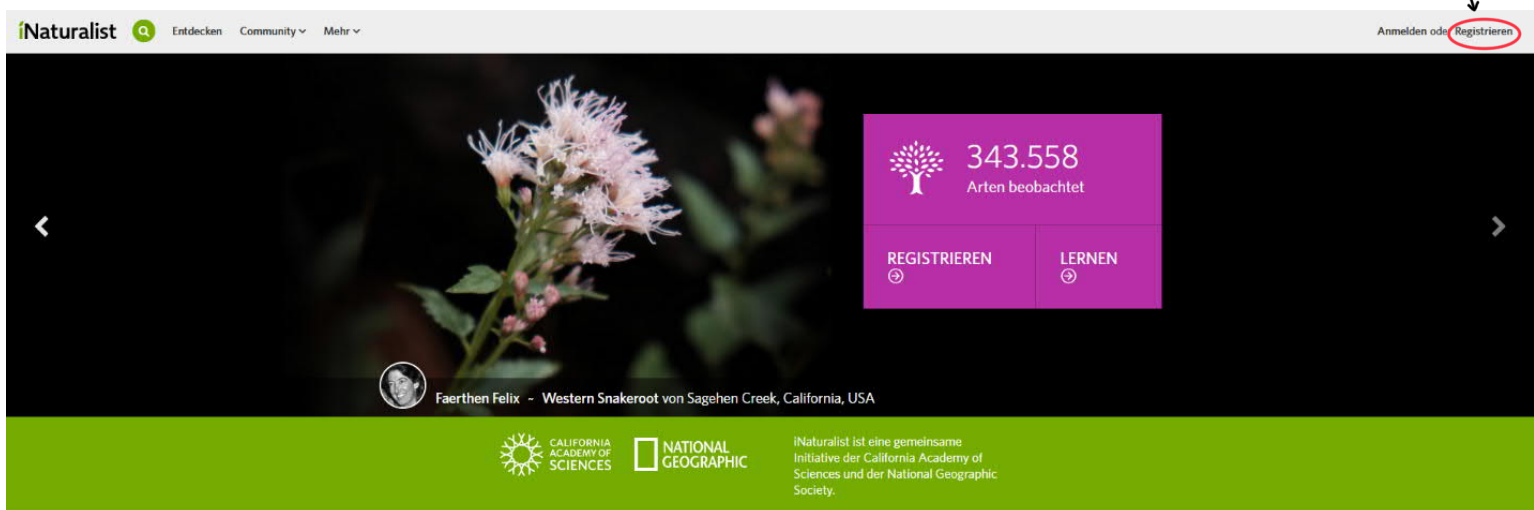 iNaturalist Entdecken Community Mehr Anmelden oder Registrieren
343.558
Arten beobachtet
REGISTRIEREN LERNEN
Faerthen Felix - Western Snakeroot von Sagehen Creek, California, USA
CALIFORNIA
ACADEMY OF
SCIENCES
NATIONAL
GEOGRAPHIC
iNaturalist ist eine gemeinsame
Initiative der California Academy of
Sciences und der National Geographic
Society.